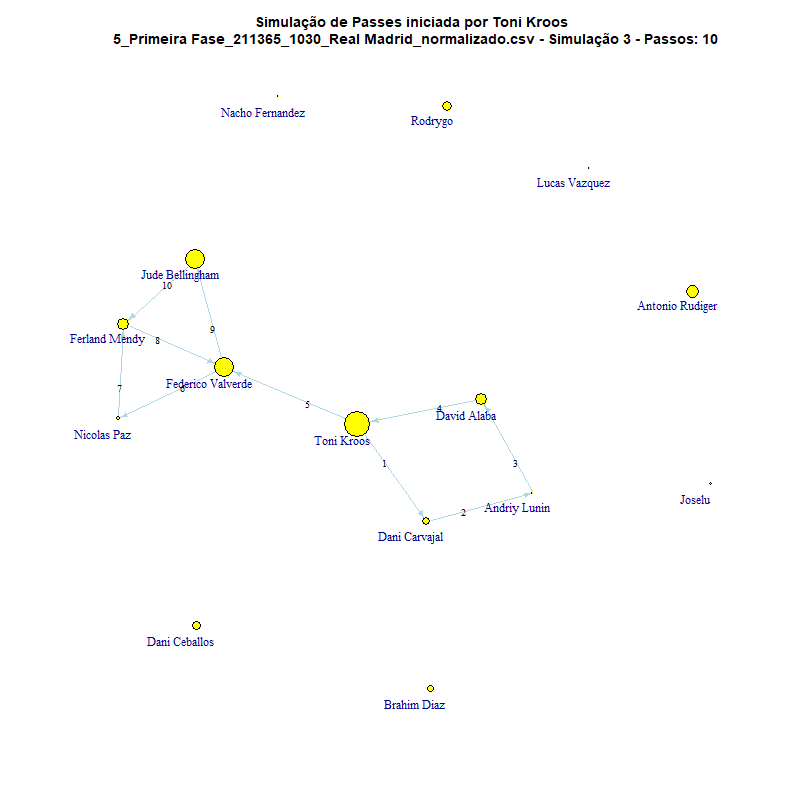 Simulação de Passes iniciada por Toni Kroos
5_Primeira Fase_211365_1030_Real Madrid_normalizado.csv - Simulação 3 - Passos: 10
Nacho Fernandez
Rodrygo
Lucas Vazquez
Jude Bellingham
10
Antonio Rudiger
9
Ferland Mendy
8
Federico Valverde
7
6
5
4
David Alaba
Nicolas Paz
Toni Kroos
1
3
Joselu
Andriy Lunin
2
Dani Carvajal
Dani Ceballos
Brahim Diaz